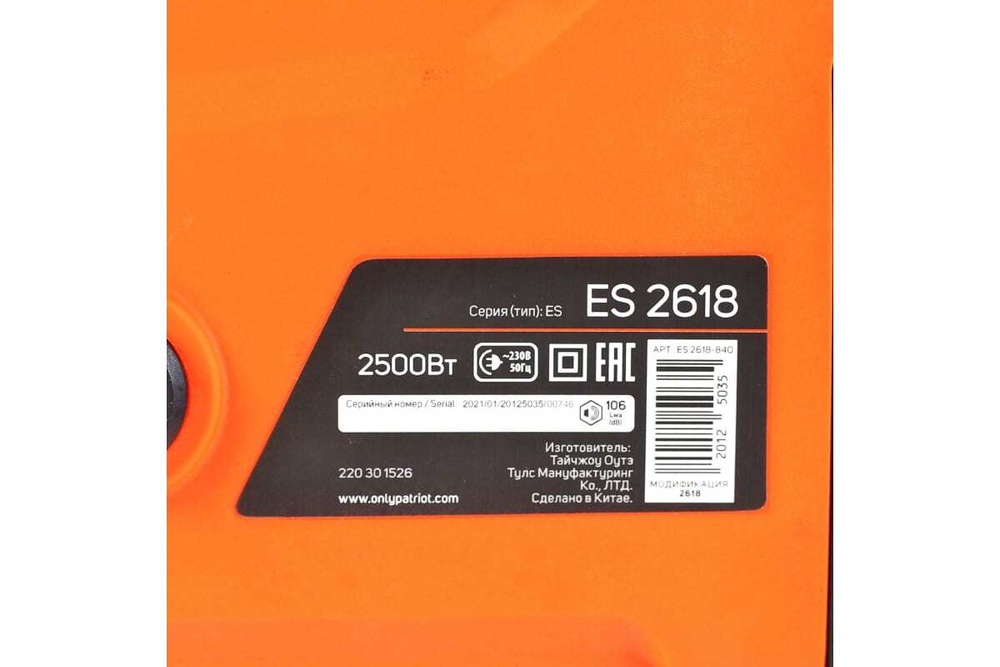 Серия (тип): ES ES 2618
2500Вт ~230В 50Гц EAC
АРТ. ES 2618-840
2012 5035
МОДИФИКАЦИЯ
2618
Серийный номер / Serial: 2021/01/20125035/00746
106
Lwa
(dB)
Изготовитель:
Тайчжоу Оутэ
Тулс Мануфактуринг
Ко., ЛТД.
Сделано в Китае.
220 30 1526
www.onlypatriot.com